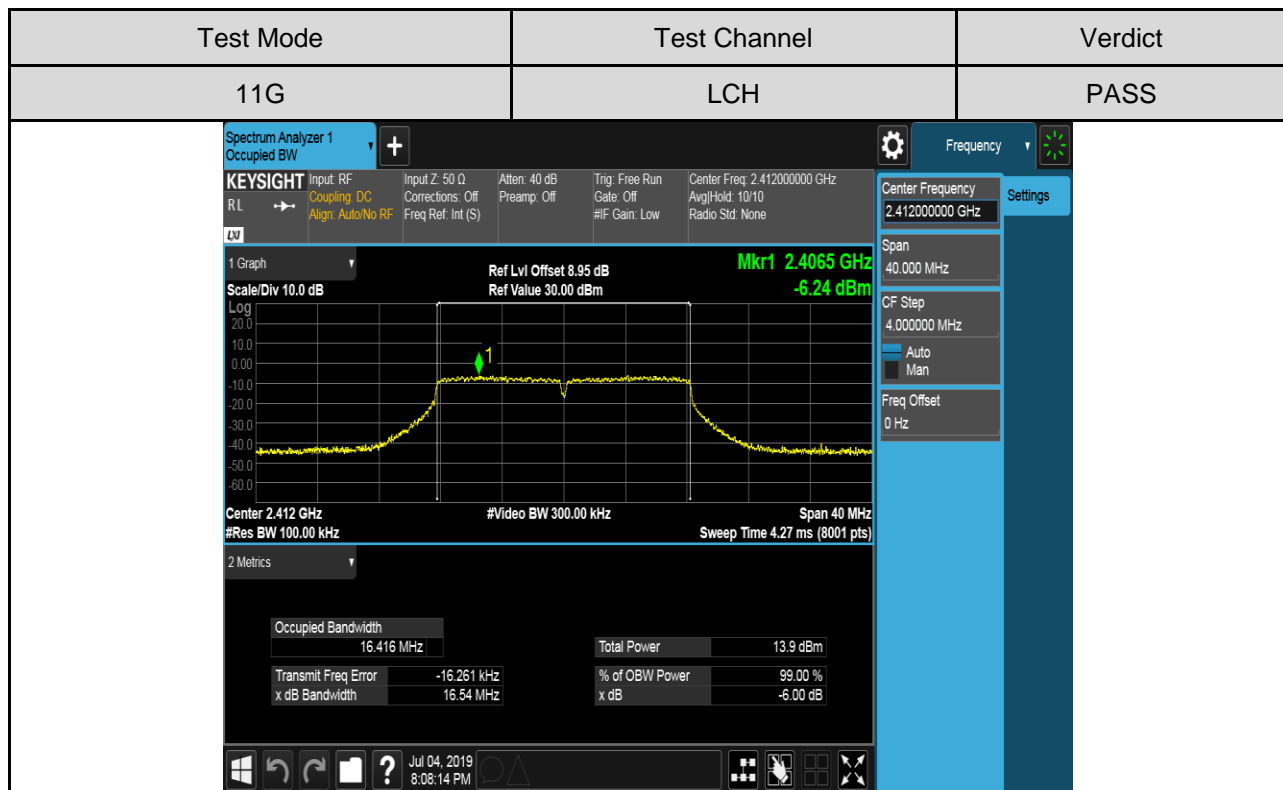 Test Mode Test Channel Verdict
11G LCH PASS
Spectrum Analyzer 1
Occupied BW
+
Frequency
KEYSIGHT
R L
LXI
Input: RF
Coupling: DC
Align: Auto/No RF
Input Z: 50 Ω
Corrections: Off
Freq Ref: Int (S)
Atten: 40 dB
Preamp: Off
Trig: Free Run
Gate: Off
#IF Gain: Low
Center Freq: 2.412000000 GHz
Avg|Hold: 10/10
Radio Std: None
Center Frequency
2.412000000 GHz
Settings
Span
40.000 MHz
CF Step
4.000000 MHz
Auto
Man
Freq Offset
0 Hz
1 Graph
Scale/Div 10.0 dB
Ref Lvl Offset 8.95 dB
Ref Value 30.00 dBm
Mkr1 2.4065 GHz
-6.24 dBm
Log
20.0
10.0
0.00
-10.0
-20.0
-30.0
-40.0
-50.0
-60.0
1
Center 2.412 GHz
#Res BW 100.00 kHz
#Video BW 300.00 kHz
Span 40 MHz
Sweep Time 4.27 ms (8001 pts)
2 Metrics
Occupied Bandwidth
16.416 MHz
Total Power 13.9 dBm
Transmit Freq Error -16.261 kHz
% of OBW Power 99.00 %
x dB Bandwidth 16.54 MHz
x dB -6.00 dB
?
Jul 04, 2019
8:08:14 PM